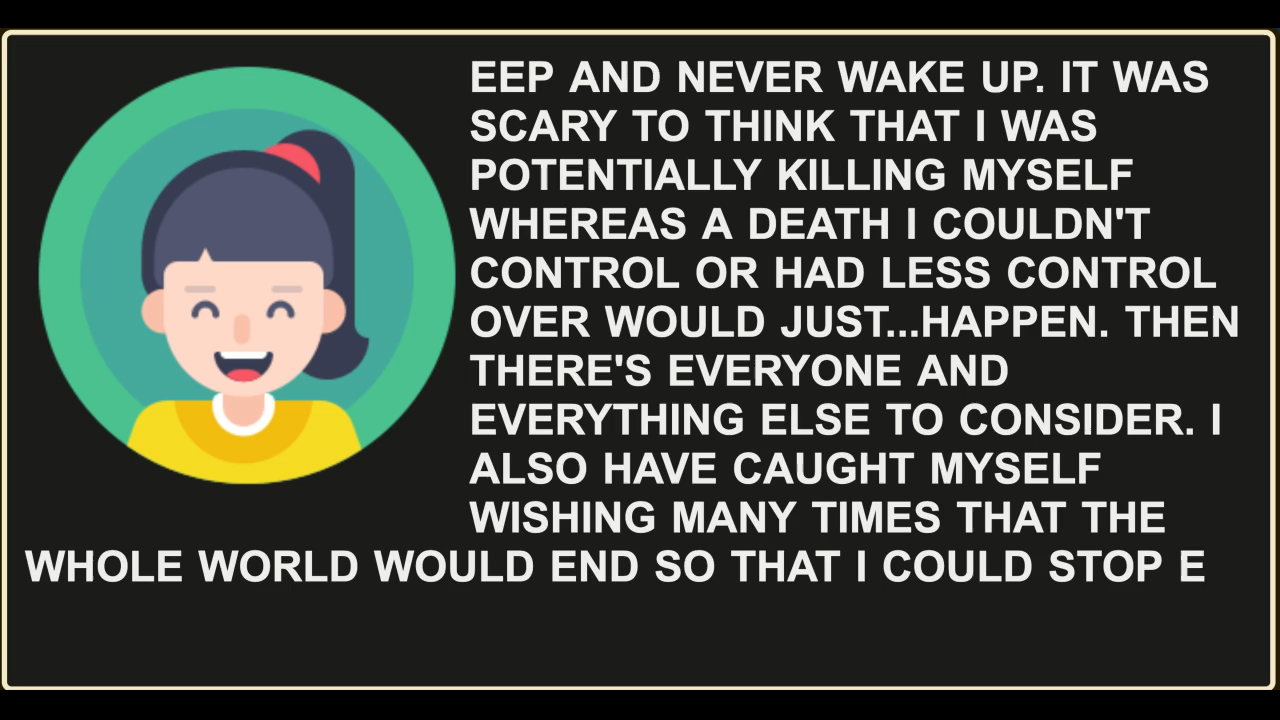 EEP AND NEVER WAKE UP. IT WAS
SCARY TO THINK THAT I WAS
POTENTIALLY KILLING MYSELF
WHEREAS A DEATH I COULDN'T
CONTROL OR HAD LESS CONTROL
OVER WOULD JUST...HAPPEN. THEN
THERE'S EVERYONE AND
EVERYTHING ELSE TO CONSIDER. I
ALSO HAVE CAUGHT MYSELF
WISHING MANY TIMES THAT THE
WHOLE WORLD WOULD END SO THAT I COULD STOP E